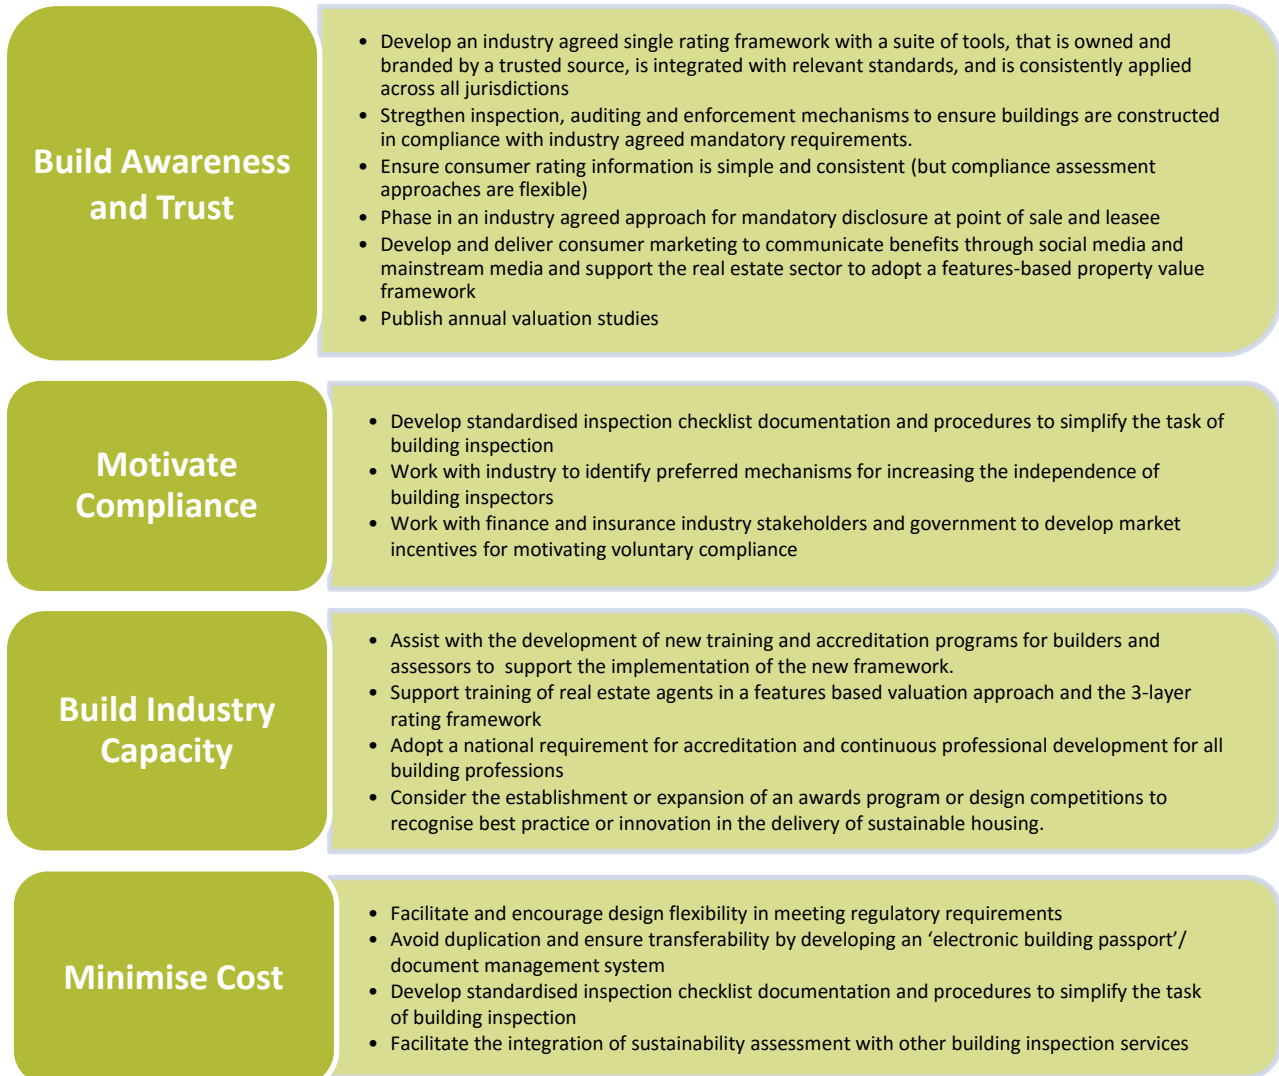 Build Awareness
and Trust
• Develop an industry agreed single rating framework with a suite of tools, that is owned and
branded by a trusted source, is integrated with relevant standards, and is consistently applied
across all jurisdictions
• Stregthen inspection, auditing and enforcement mechanisms to ensure buildings are constructed
in compliance with industry agreed mandatory requirements.
• Ensure consumer rating information is simple and consistent (but compliance assessment
approaches are flexible)
• Phase in an industry agreed approach for mandatory disclosure at point of sale and leasee
• Develop and deliver consumer marketing to communicate benefits through social media and
mainstream media and support the real estate sector to adopt a features-based property value
framework
• Publish annual valuation studies
Motivate
Compliance
• Develop standardised inspection checklist documentation and procedures to simplify the task of
building inspection
• Work with industry to identify preferred mechanisms for increasing the independence of
building inspectors
• Work with finance and insurance industry stakeholders and government to develop market
incentives for motivating voluntary compliance
Build Industry
Capacity
• Assist with the development of new training and accreditation programs for builders and
assessors to  support the implementation of the new framework.
• Support training of real estate agents in a features based valuation approach and the 3-layer
rating framework
• Adopt a national requirement for accreditation and continuous professional development for all
building professions
• Consider the establishment or expansion of an awards program or design competitions to
recognise best practice or innovation in the delivery of sustainable housing.
Minimise Cost
• Facilitate and encourage design flexibility in meeting regulatory requirements
• Avoid duplication and ensure transferability by developing an ‘electronic building passport’/
document management system
• Develop standardised inspection checklist documentation and procedures to simplify the task
of building inspection
• Facilitate the integration of sustainability assessment with other building inspection services